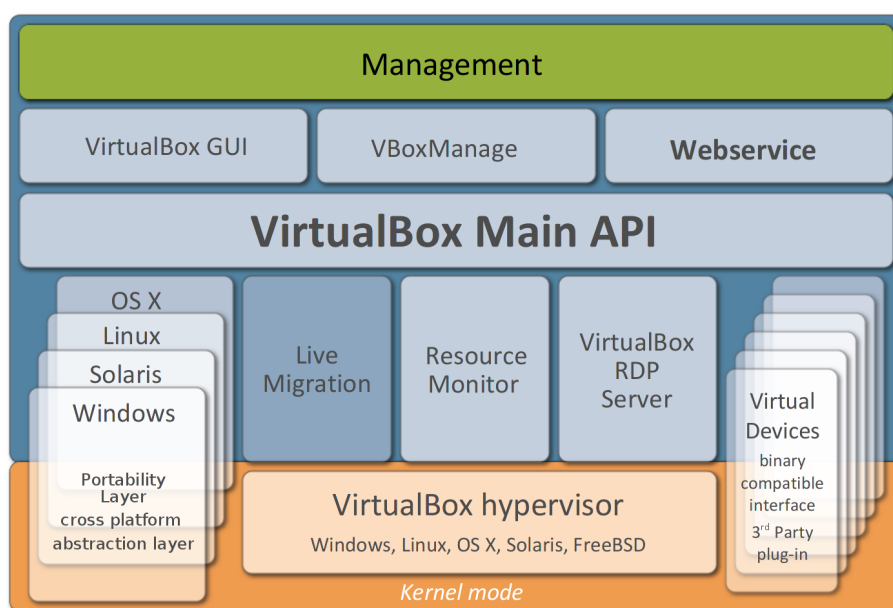 Management
VirtualBox GUI
VBoxManage
Webservice
VirtualBox Main API
OS X
Linux
Solaris
Windows
Portability
Layer
cross platform
abstraction layer
Live
Migration
Resource
Monitor
VirtualBox
RDP
Server
Virtual
Devices
binary
compatible
interface
3rd Party
plug-in
VirtualBox hypervisor
Windows, Linux, OS X, Solaris, FreeBSD
Kernel mode